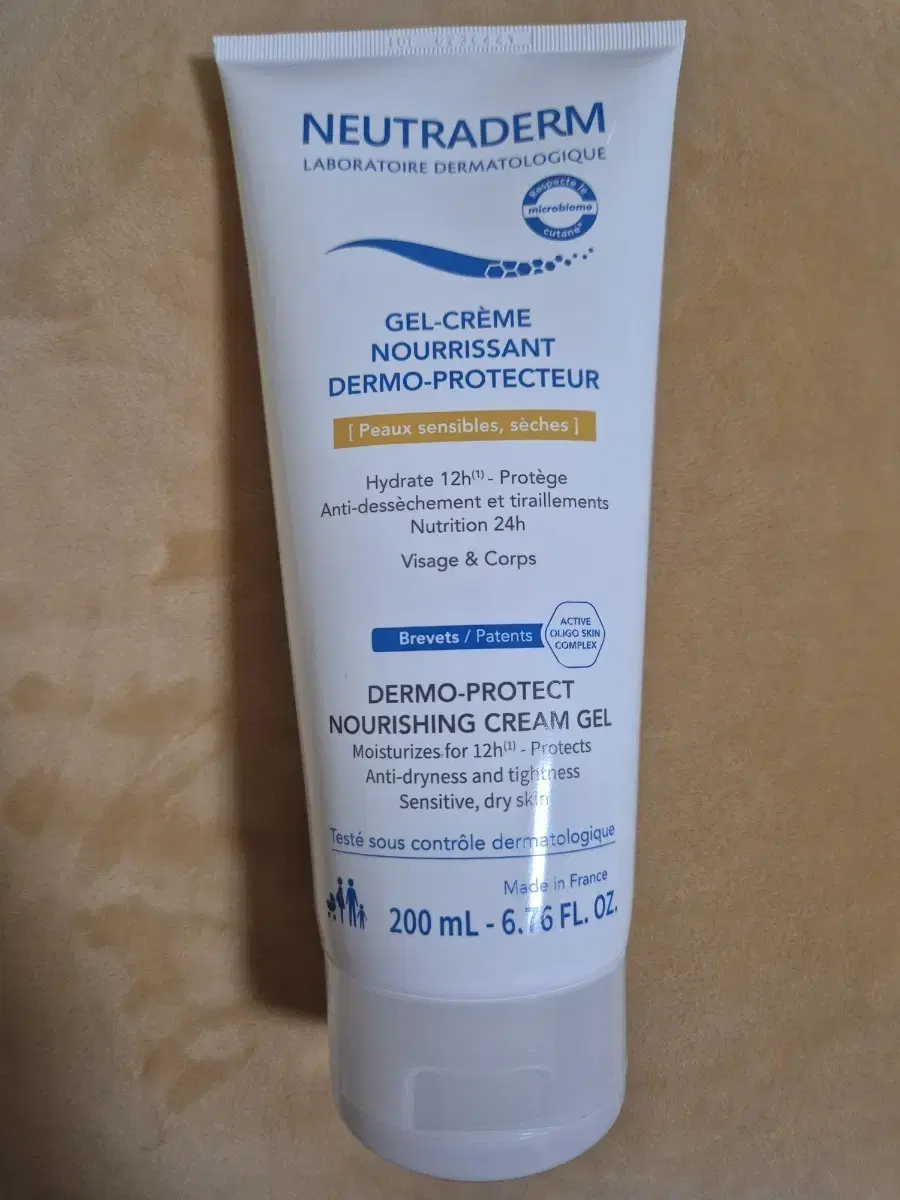 NEUTRADERM
LABORATOIRE DERMATOLOGIQUE
Respecte le
microbiome
cutané*
GEL-CRÈME
NOURRISSANT
DERMO-PROTECTEUR
[ Peaux sensibles, sèches ]
Hydrate 12h⁽¹⁾ - Protège
Anti-dessèchement et tiraillements
Nutrition 24h
Visage & Corps
Brevets / Patents
ACTIVE
OLIGO SKIN
COMPLEX
DERMO-PROTECT
NOURISHING CREAM GEL
Moisturizes for 12h⁽¹⁾ - Protects
Anti-dryness and tightness
Sensitive, dry skin
Testé sous contrôle dermatologique
Made in France
200 mL - 6.76 FL. OZ.